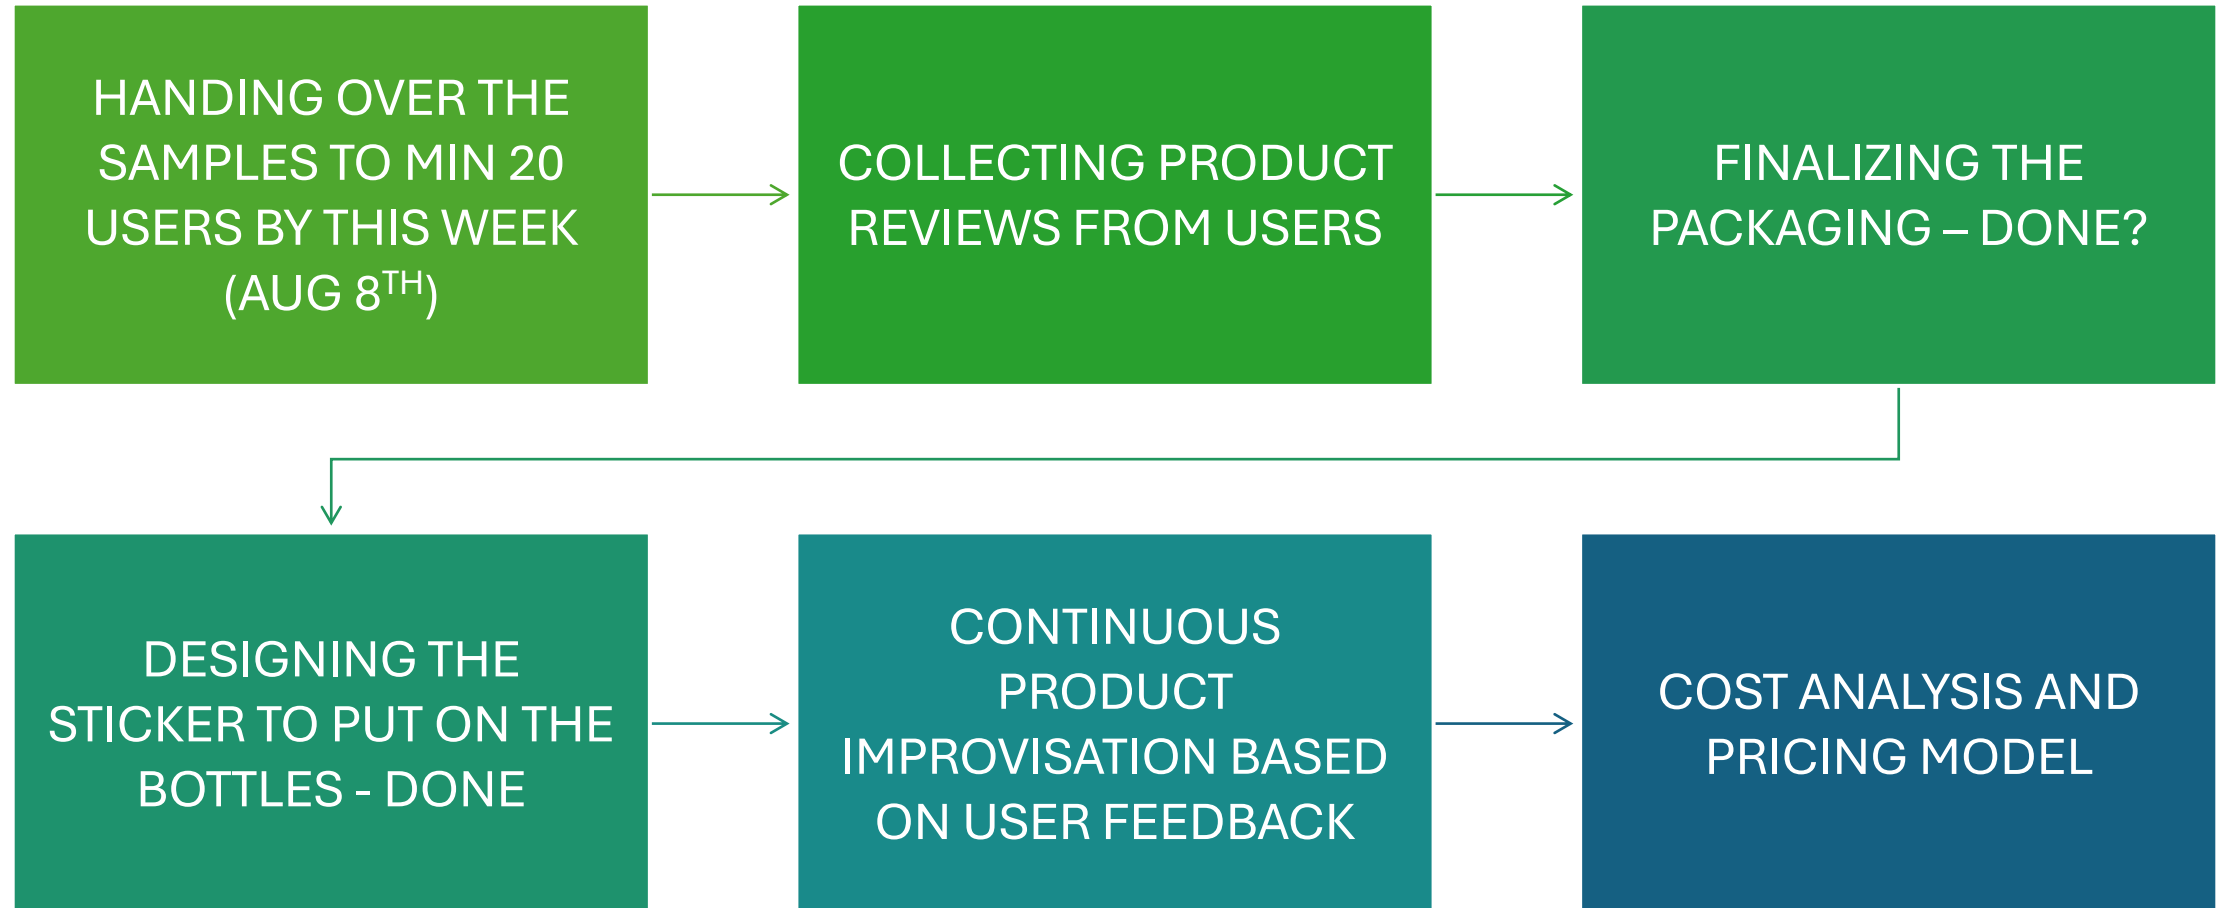 HANDING OVER THE
SAMPLES TO MIN 20
USERS BY THIS WEEK
(AUG 8TH)
COLLECTING PRODUCT
REVIEWS FROM USERS
FINALIZING THE
PACKAGING – DONE?
DESIGNING THE
STICKER TO PUT ON THE
BOTTLES - DONE
CONTINUOUS
PRODUCT
IMPROVISATION BASED
ON USER FEEDBACK
COST ANALYSIS AND
PRICING MODEL